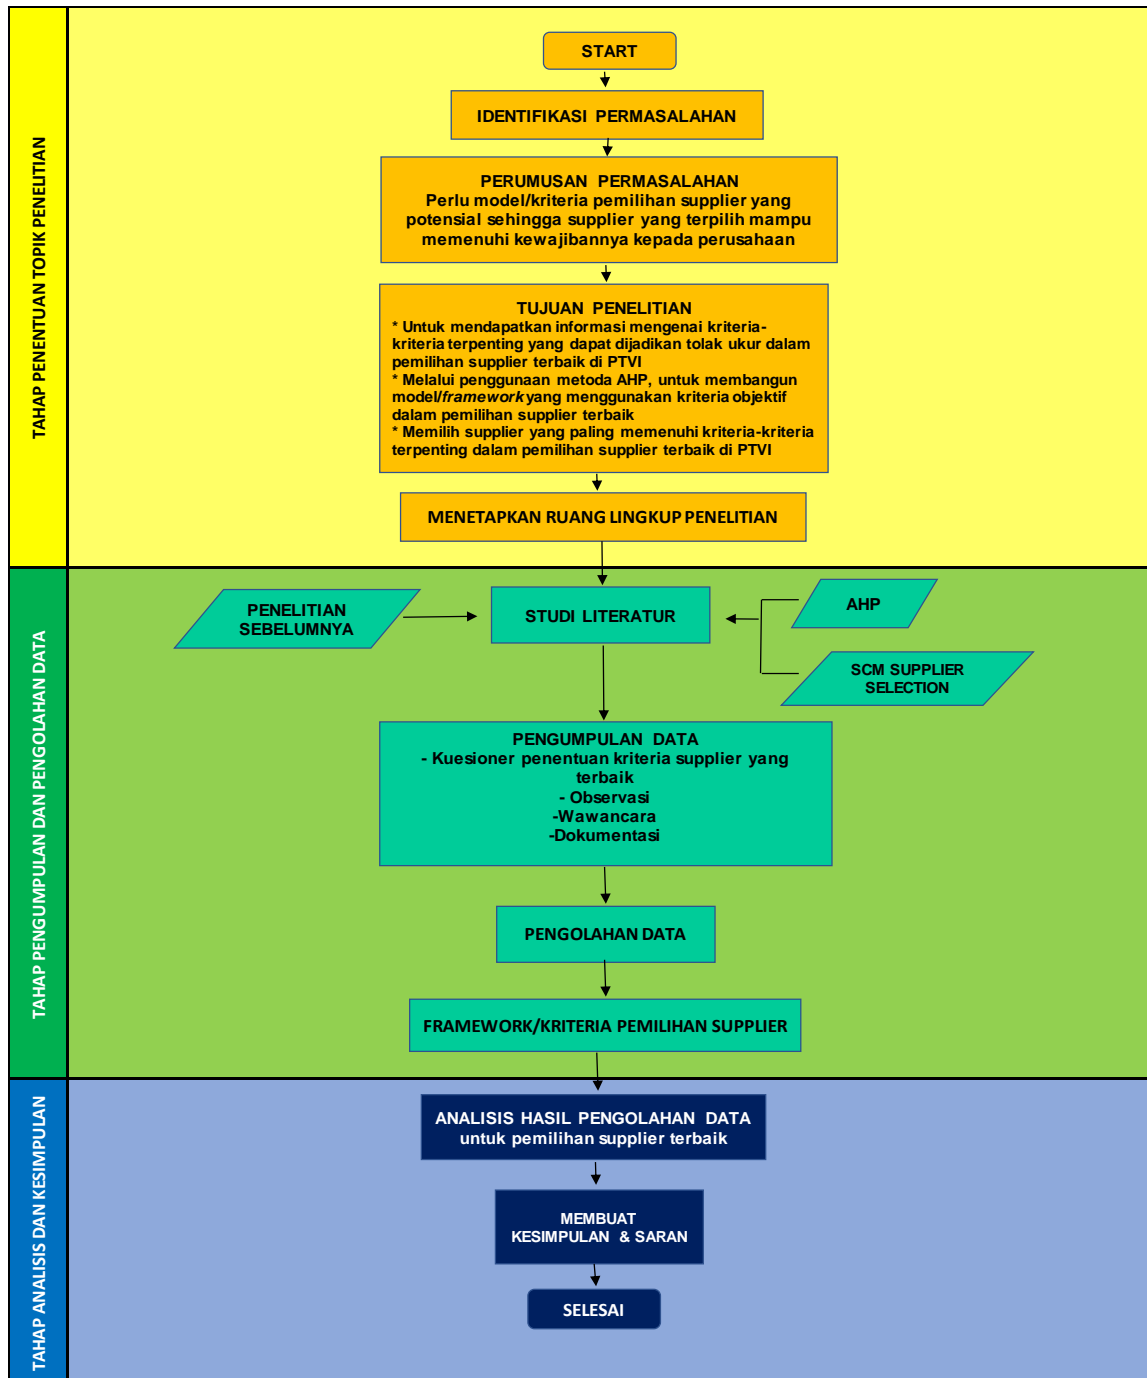 TAHAP PENENTUAN TOPIK PENELITIAN
START
IDENTIFIKASI PERMASALAHAN
PERUMUSAN PERMASALAHAN
Perlu model/kriteria pemilihan supplier yang
potensial sehingga supplier yang terpilih mampu
memenuhi kewajibannya kepada perusahaan
TUJUAN PENELITIAN
* Untuk mendapatkan informasi mengenai kriteria-
kriteria terpenting yang dapat dijadikan tolak ukur dalam
pemilihan supplier terbaik di PTVI
* Melalui penggunaan metoda AHP, untuk membangun
model/framework yang menggunakan kriteria objektif
dalam pemilihan supplier terbaik
* Memilih supplier yang paling memenuhi kriteria-kriteria
terpenting dalam pemilihan supplier terbaik di PTVI
MENETAPKAN RUANG LINGKUP PENELITIAN
TAHAP PENGUMPULAN DAN PENGOLAHAN DATA
PENELITIAN
SEBELUMNYA
STUDI LITERATUR
AHP
SCM SUPPLIER
SELECTION
PENGUMPULAN DATA
- Kuesioner penentuan kriteria supplier yang
terbaik
- Observasi
-Wawancara
-Dokumentasi
PENGOLAHAN DATA
FRAMEWORK/KRITERIA PEMILIHAN SUPPLIER
TAHAP ANALISIS DAN KESIMPULAN
ANALISIS HASIL PENGOLAHAN DATA
untuk pemilihan supplier terbaik
MEMBUAT
KESIMPULAN & SARAN
SELESAI